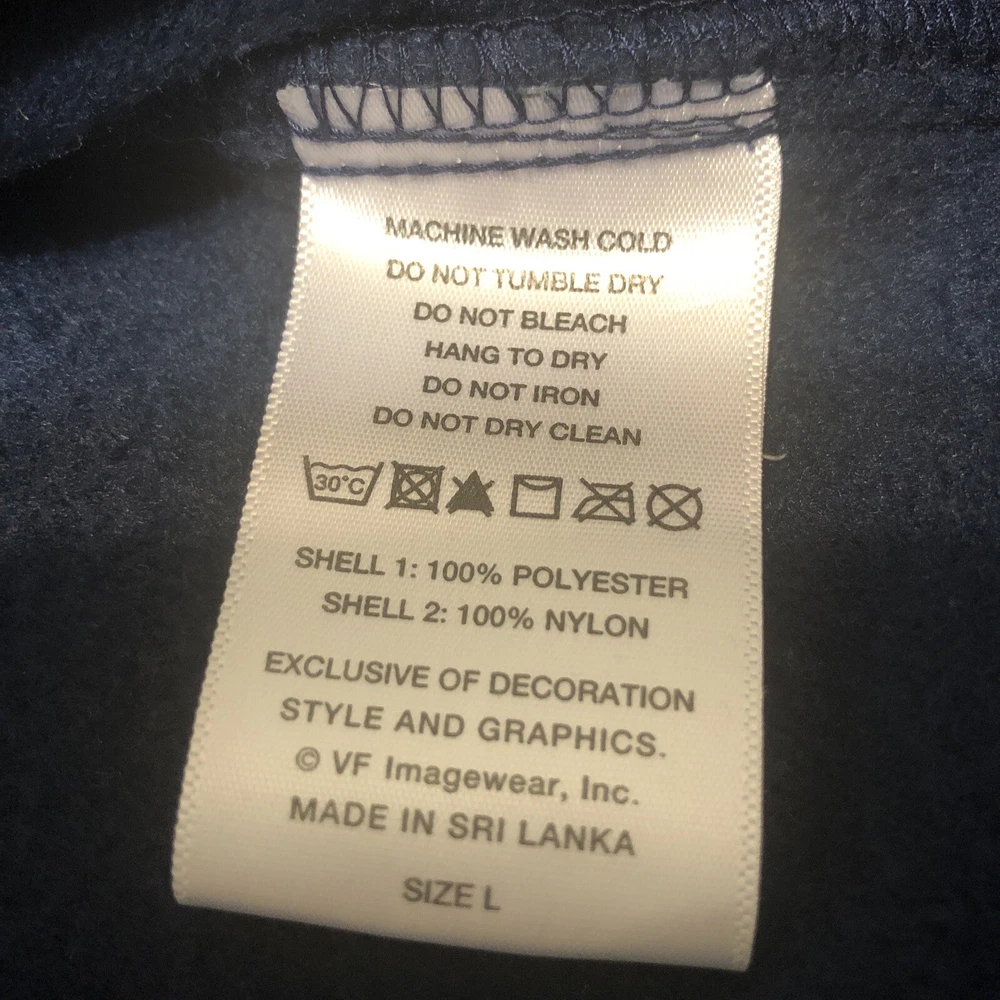 MACHINE WASH COLD
DO NOT TUMBLE DRY
DO NOT BLEACH
HANG TO DRY
DO NOT IRON
DO NOT DRY CLEAN
30°C
SHELL 1: 100% POLYESTER
SHELL 2: 100% NYLON
EXCLUSIVE OF DECORATION
STYLE AND GRAPHICS.
© VF Imagewear, Inc.
MADE IN SRI LANKA
SIZE L